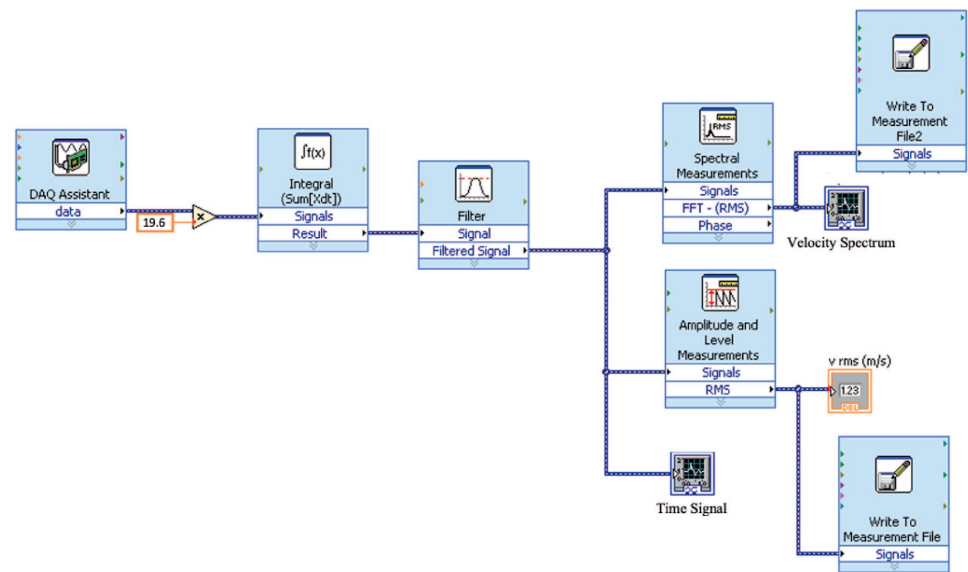 DAQ Assistant
data
19.6
x
∫f(x)
Integral
(Sum[Xdt])
Signals
Result
Filter
Signal
Filtered Signal
RMS
Spectral
Measurements
Signals
FFT - (RMS)
Phase
Write To
Measurement
File2
Signals
Velocity Spectrum
Amplitude and
Level
Measurements
Signals
RMS
v rms (m/s)
1.23
DBL
Time Signal
Write To
Measurement File
Signals